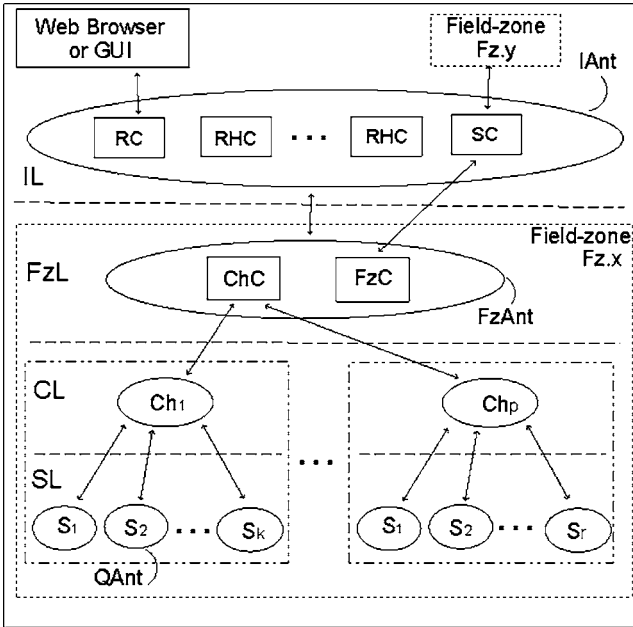 Web Browser
or GUI
Field-zone
Fz.y
IAnt
RC
RHC
• • •
RHC
SC
IL
Field-zone
Fz.x
FzL
ChC
FzC
FzAnt
CL
Ch1
Chp
• • •
SL
S1
S2
• • •
Sk
S1
S2
• • •
Sr
QAnt